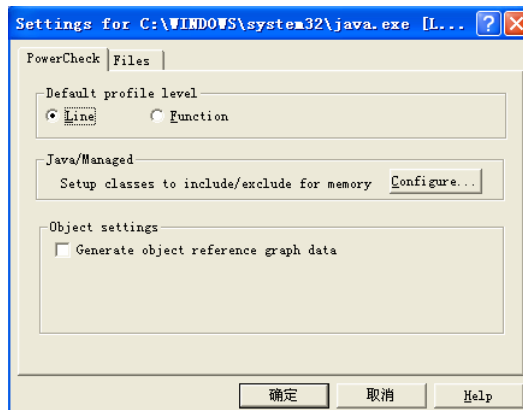 Settings for C:\WINDOWS\system32\java.exe [L...
PowerCheck Files
Default profile level
Line Function
Java/Managed
Setup classes to include/exclude for memory Configure...
Object settings
Generate object reference graph data
确定 取消 Help